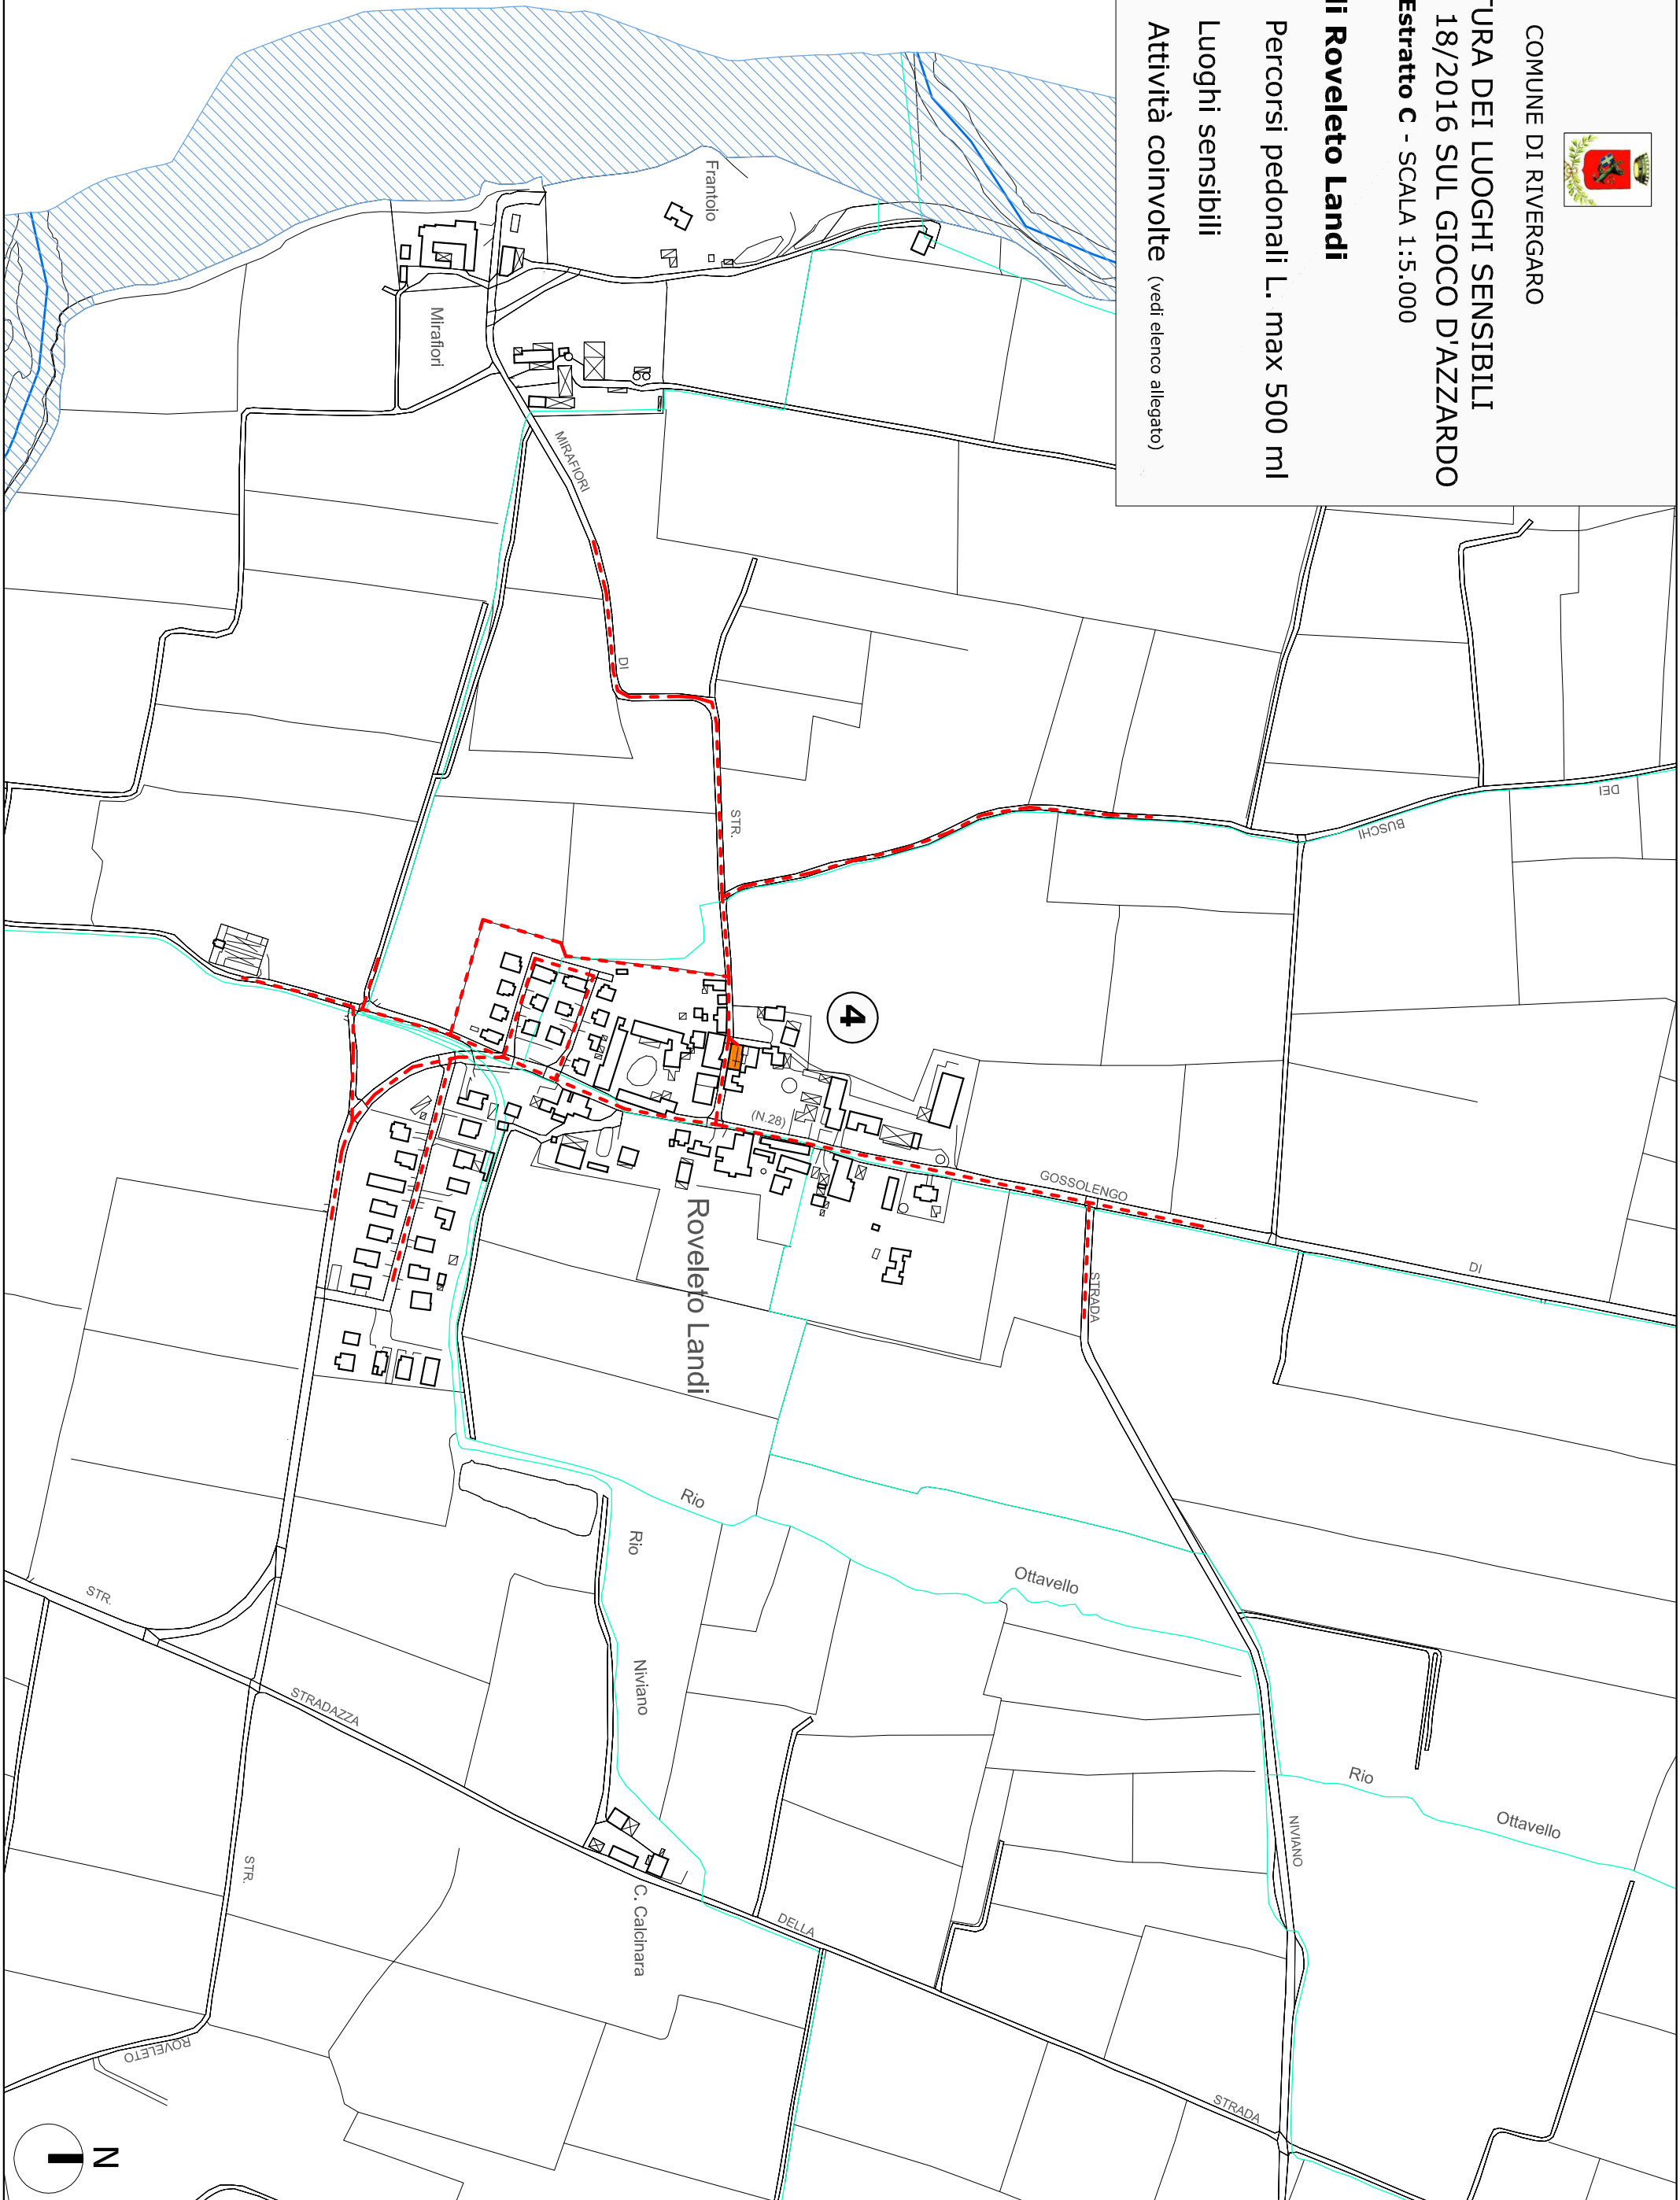 COMUNE DI RIVERGARO
TURA DEI LUOGHI SENSIBILI
18/2016 SUL GIOCO D'AZZARDO
Estratto C - SCALA 1:5.000
di Roveleto Landi
Percorsi pedonali L. max 500 ml
Luoghi sensibili
Attività coinvolte (vedi elenco allegato)
Frantoio
Mirafiori
MIRAFIORI
DI
STR.
DEI
BUSCHI
4
(N.28)
GOSSOLENGO
DI
STRADA
Roveleto Landi
Rio
Ottavello
Rio
Niviano
Rio
Ottavello
NIVIANO
STR.
STRADAZZA
STR.
C. Calcinara
DELLA
ROVELETO
STRADA
N